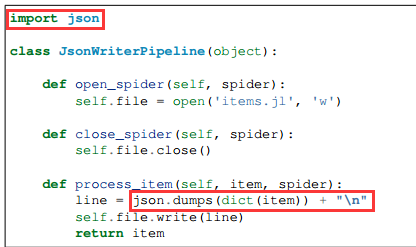 import json
class JsonWriterPipeline(object):
    def open_spider(self, spider):
        self.file = open('items.jl', 'w')
    def close_spider(self, spider):
        self.file.close()
    def process_item(self, item, spider):
        line = json.dumps(dict(item)) + "\n"
        self.file.write(line)
        return item